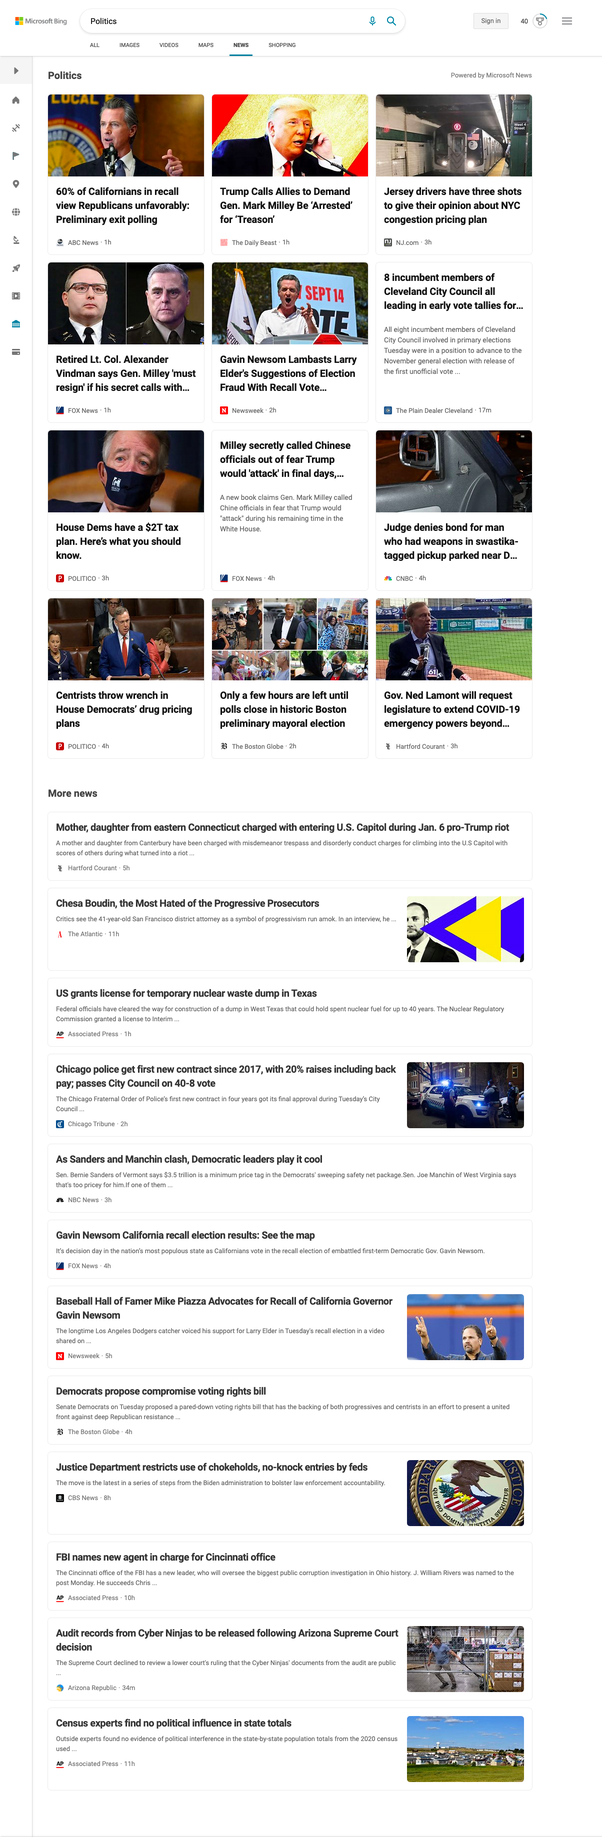 Microsoft Bing
Politics
Sign in
40
ALL
IMAGES
VIDEOS
MAPS
NEWS
SHOPPING
Politics
Powered by Microsoft News
60% of Californians in recall
view Republicans unfavorably:
Preliminary exit polling
ABC News · 1h
Trump Calls Allies to Demand
Gen. Mark Milley Be ‘Arrested’
for ‘Treason’
The Daily Beast · 1h
Jersey drivers have three shots
to give their opinion about NYC
congestion pricing plan
NJ.com · 3h
Retired Lt. Col. Alexander
Vindman says Gen. Milley 'must
resign' if his secret calls with...
FOX News · 1h
SEPT 14
Gavin Newsom Lambasts Larry
Elder's Suggestions of Election
Fraud With Recall Vote...
Newsweek · 2h
8 incumbent members of
Cleveland City Council all
leading in early vote tallies for...
All eight incumbent members of Cleveland
City Council involved in primary elections
Tuesday were in a position to advance to the
November general election with release of
the first unofficial vote ...
The Plain Dealer Cleveland · 17m
House Dems have a $2T tax
plan. Here's what you should
know.
POLITICO · 3h
Milley secretly called Chinese
officials out of fear Trump
would 'attack' in final days,...
A new book claims Gen. Mark Milley called
Chine officials in fear that Trump would
"attack" during his remaining time in the
White House.
FOX News · 4h
Judge denies bond for man
who had weapons in swastika-
tagged pickup parked near D...
CNBC · 4h
Centrists throw wrench in
House Democrats’ drug pricing
plans
POLITICO · 4h
Only a few hours are left until
polls close in historic Boston
preliminary mayoral election
The Boston Globe · 2h
Gov. Ned Lamont will request
legislature to extend COVID-19
emergency powers beyond...
Hartford Courant · 3h
More news
Mother, daughter from eastern Connecticut charged with entering U.S. Capitol during Jan. 6 pro-Trump riot
A mother and daughter from Canterbury have been charged with misdemeanor trespass and disorderly conduct charges for climbing into the U.S Capitol with
scores of others during what turned into a riot ...
Hartford Courant · 5h
Chesa Boudin, the Most Hated of the Progressive Prosecutors
Critics see the 41-year-old San Francisco district attorney as a symbol of progressivism run amok. In an interview, he ...
The Atlantic · 11h
US grants license for temporary nuclear waste dump in Texas
Federal officials have cleared the way for construction of a dump in West Texas that could hold spent nuclear fuel for up to 40 years. The Nuclear Regulatory
Commission granted a license to Interim ...
Associated Press · 1h
Chicago police get first new contract since 2017, with 20% raises including back
pay; passes City Council on 40-8 vote
The Chicago Fraternal Order of Police's first new contract in four years got its final approval during Tuesday's City
Council ...
Chicago Tribune · 2h
As Sanders and Manchin clash, Democratic leaders play it cool
Sen. Bernie Sanders of Vermont says $3.5 trillion is a minimum price tag in the Democrats' sweeping safety net package.Sen. Joe Manchin of West Virginia says
that's too pricey for him.If one of them ...
NBC News · 3h
Gavin Newsom California recall election results: See the map
It's decision day in the nation's most populous state as Californians vote in the recall election of embattled first-term Democratic Gov. Gavin Newsom.
FOX News · 4h
Baseball Hall of Famer Mike Piazza Advocates for Recall of California Governor
Gavin Newsom
The longtime Los Angeles Dodgers catcher voiced his support for Larry Elder in Tuesday's recall election in a video
shared on ...
Newsweek · 5h
Democrats propose compromise voting rights bill
Senate Democrats on Tuesday proposed a pared-down voting rights bill that has the backing of both progressives and centrists in an effort to present a united
front against deep Republican resistance ...
The Boston Globe · 4h
Justice Department restricts use of chokeholds, no-knock entries by feds
The move is the latest in a series of steps from the Biden administration to bolster law enforcement accountability.
CBS News · 8h
FBI names new agent in charge for Cincinnati office
The Cincinnati office of the FBI has a new leader, who will oversee the biggest public corruption investigation in Ohio history. J. William Rivers was named to the
post Monday. He succeeds Chris ...
Associated Press · 10h
Audit records from Cyber Ninjas to be released following Arizona Supreme Court
decision
The Supreme Court declined to review a lower court's ruling that the Cyber Ninjas' documents from the audit are public
...
Arizona Republic · 34m
Census experts find no political influence in state totals
Outside experts found no evidence of political interference in the state-by-state population totals from the 2020 census
used ...
Associated Press · 11h